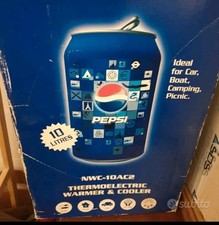 Ideal
for Car,
Boat,
Camping,
Picnic.
PEPSI
10
LITRES
NWC-10AC2
THERMOELECTRIC
WARMER & COOLER
subito